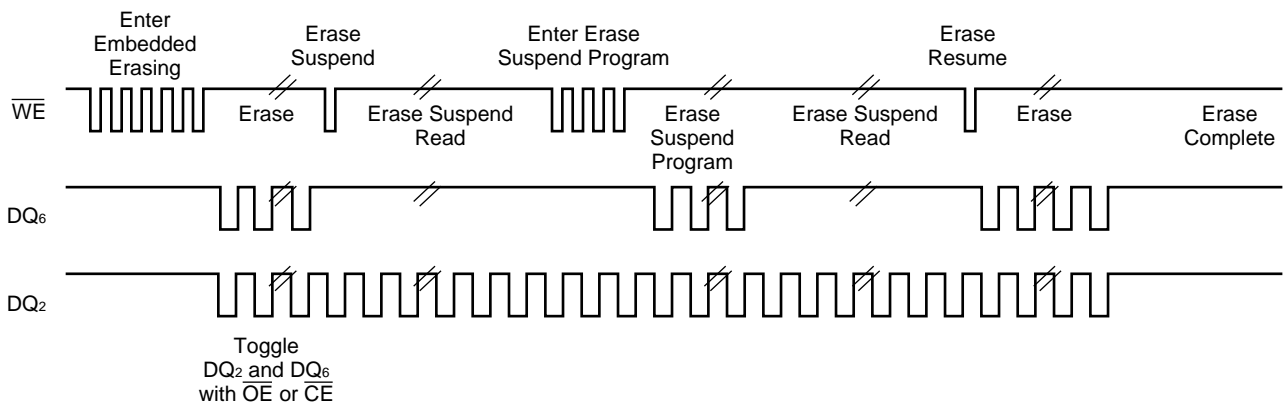 Enter
Embedded
Erasing
Erase
Suspend
Enter Erase
Suspend Program
Erase
Resume
WE
Erase
Erase Suspend
Read
Erase
Suspend
Program
Erase Suspend
Read
Erase
Erase
Complete
DQ6
DQ2
Toggle
DQ2 and DQ6
with OE or CE